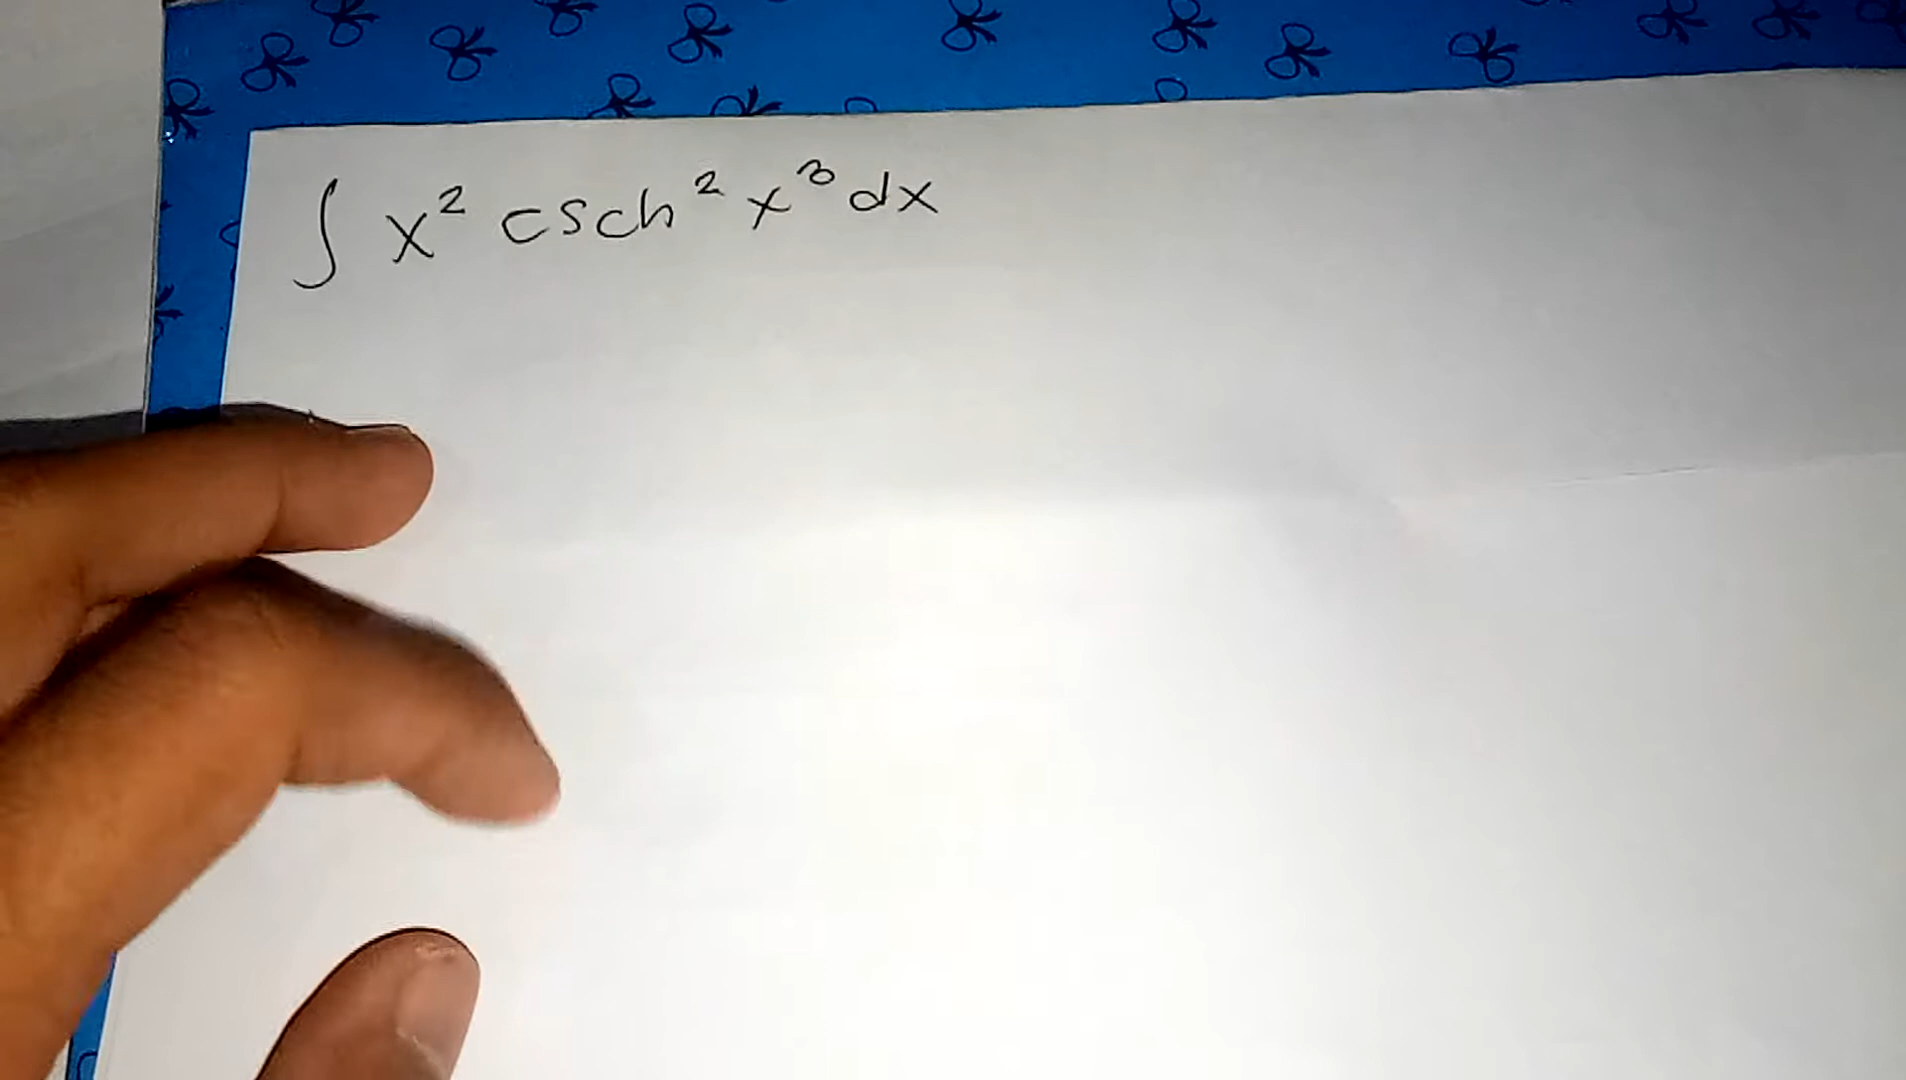 ∫ x² csch² x³ dx